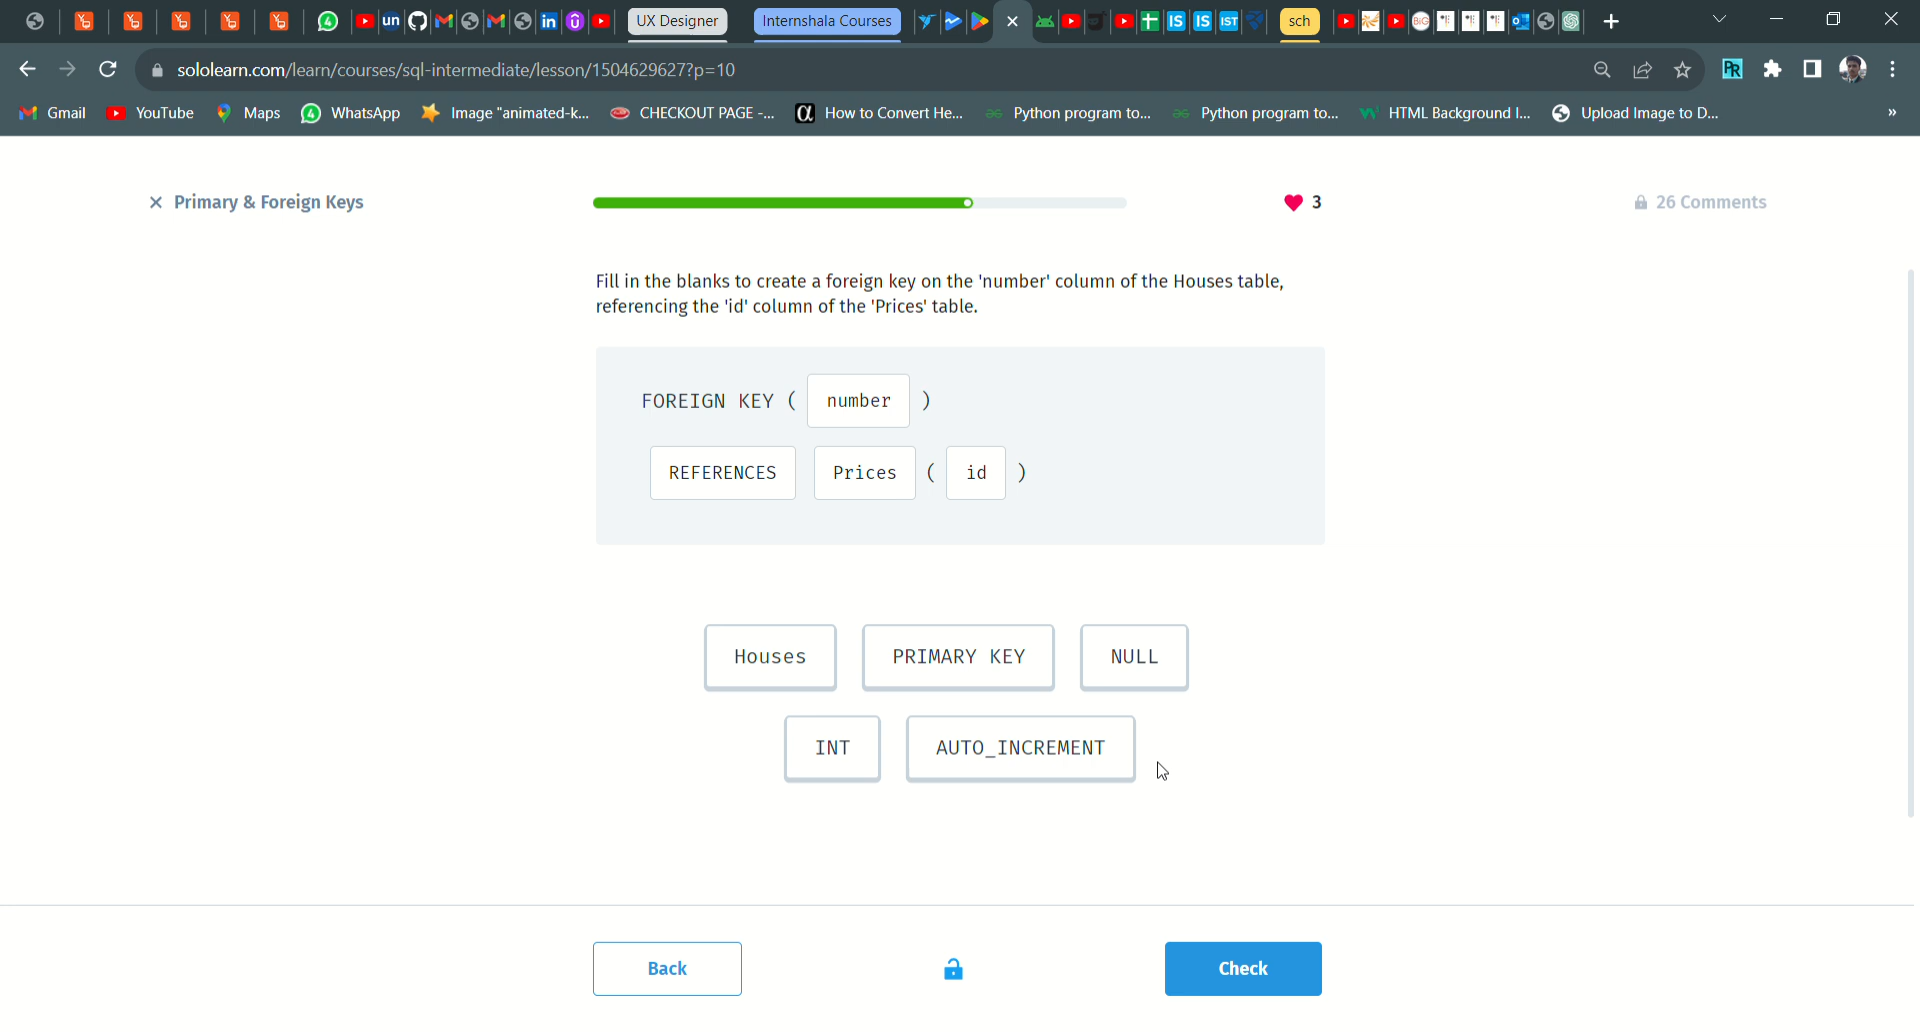 UX Designer
Internshala Courses
IS
IS
IST
sch
sololearn.com/learn/courses/sql-intermediate/lesson/1504629627?p=10
Gmail
YouTube
Maps
WhatsApp
Image "animated-k...
CHECKOUT PAGE -...
How to Convert He...
Python program to...
Python program to...
HTML Background I...
Upload Image to D...
Primary & Foreign Keys
3
26 Comments
Fill in the blanks to create a foreign key on the 'number' column of the Houses table,
referencing the 'id' column of the 'Prices' table.
FOREIGN KEY ( number )
REFERENCES Prices ( id )
Houses PRIMARY KEY NULL
INT AUTO_INCREMENT
Back
Check